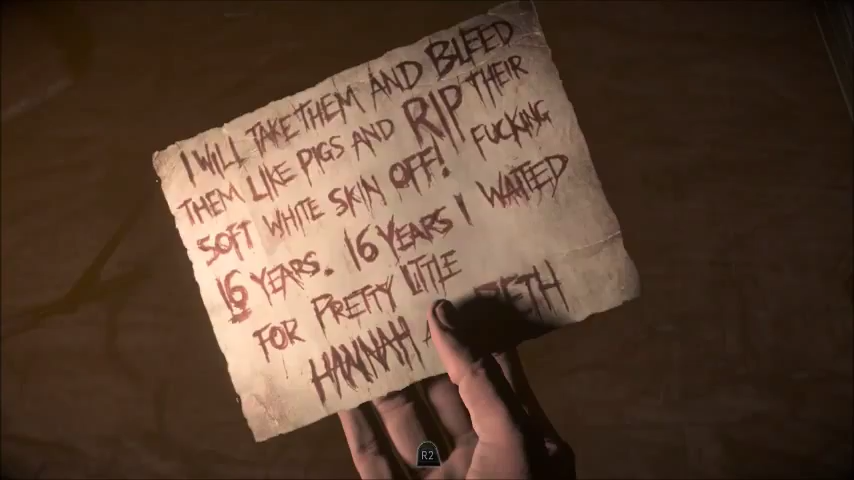 I WILL TAKE THEM AND BLEED
THEM LIKE PIGS AND RIP THEIR
SOFT WHITE SKIN OFF! FUCKING
16 YEARS. 16 YEARS I WAITED
FOR PRETTY LITTLE
HANNAH BETH
R2